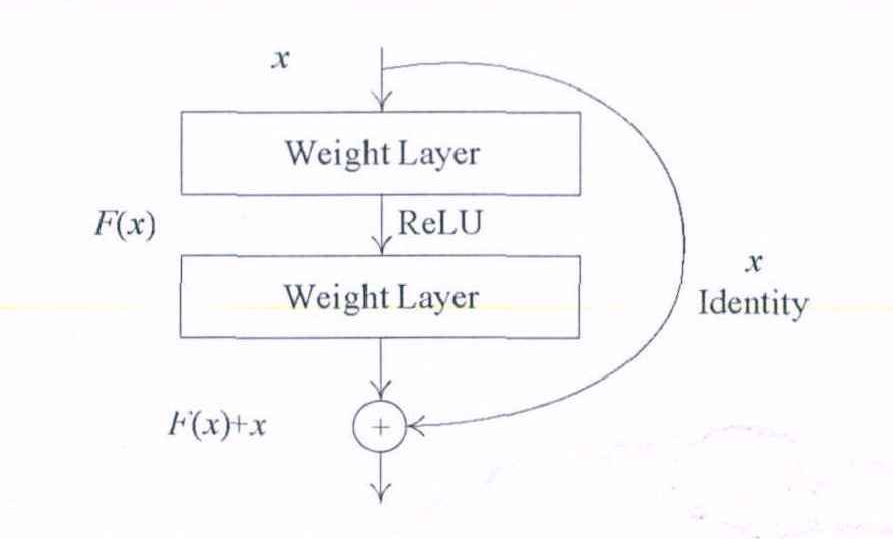 x
Weight Layer
F(x)
ReLU
Weight Layer
x
Identity
F(x)+x
+